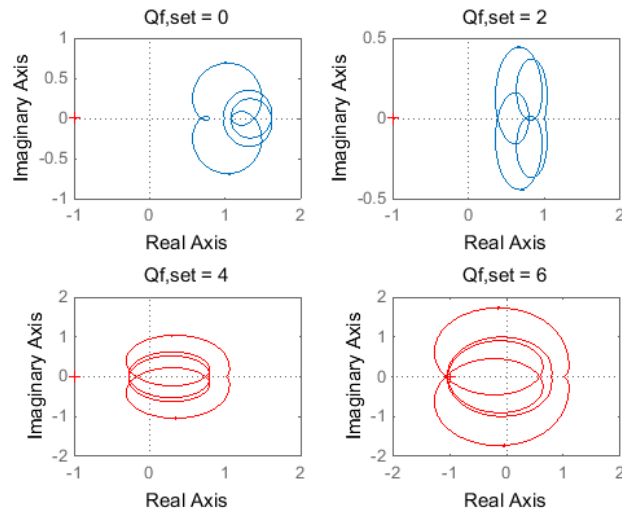 Qf,set = 0
Imaginary Axis
1
0.5
0
-0.5
-1
-1 0 1 2
Real Axis
Qf,set = 2
Imaginary Axis
0.5
0
-0.5
-1 0 1 2
Real Axis
Qf,set = 4
Imaginary Axis
2
1
0
-1
-2
-1 0 1 2
Real Axis
Qf,set = 6
Imaginary Axis
2
1
0
-1
-2
-2 -1 0 1 2
Real Axis